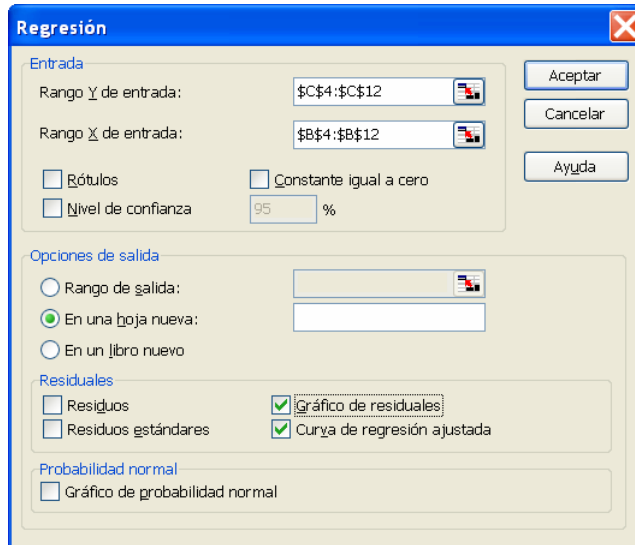 Regresión
Entrada
Rango Y de entrada: $C$4:$C$12
Aceptar
Cancelar
Rango X de entrada: $B$4:$B$12
Ayuda
Rótulos Constante igual a cero
Nivel de confianza 95 %
Opciones de salida
Rango de salida:
En una hoja nueva:
En un libro nuevo
Residuales
Residuos Gráfico de residuales
Residuos estándares Curva de regresión ajustada
Probabilidad normal
Gráfico de probabilidad normal